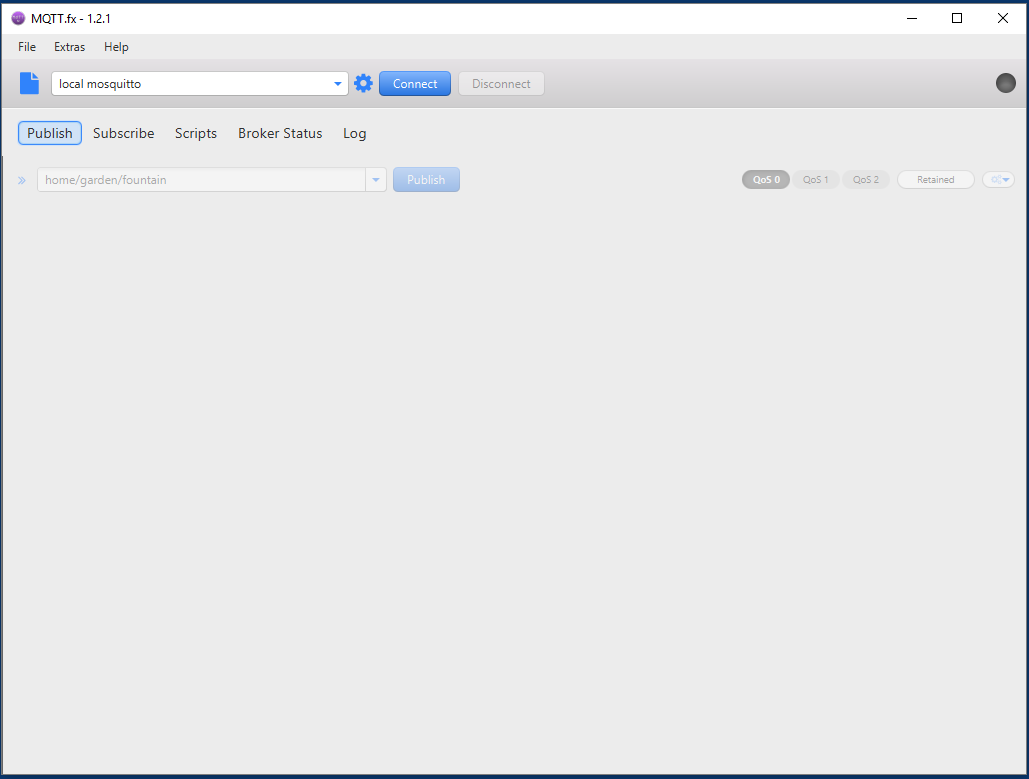 MQTT.fx - 1.2.1
File Extras Help
local mosquitto Connect Disconnect
Publish Subscribe Scripts Broker Status Log
home/garden/fountain Publish QoS 0 QoS 1 QoS 2 Retained